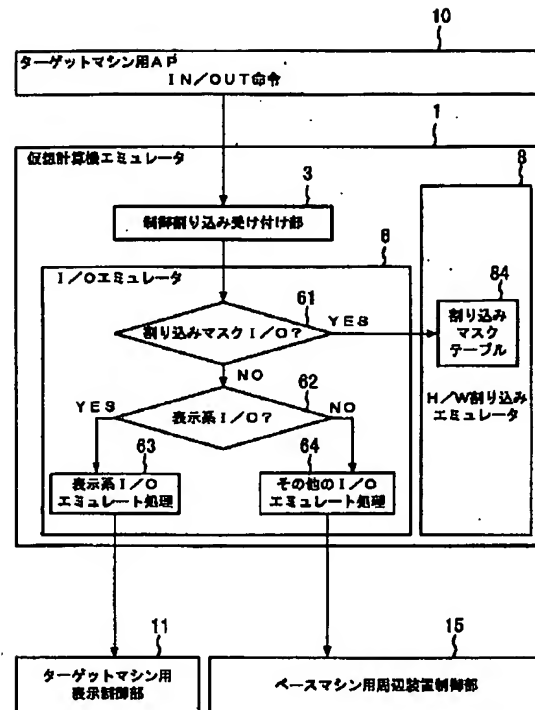 10
ターゲットマシン用AP
IN/OUT命令
1
仮想計算機エミュレータ
8
3
制御割り込み受け付け部
6
I/Oエミュレータ
61
割り込みマスクI/O?
YES
84
割り込み
マスク
テーブル
NO
62
H/W割り込み
エミュレータ
YES
表示系I/O?
NO
63
64
表示系I/O
エミュレート処理
その他のI/O
エミュレート処理
11
15
ターゲットマシン用
表示制御部
ベースマシン用周辺装置制御部